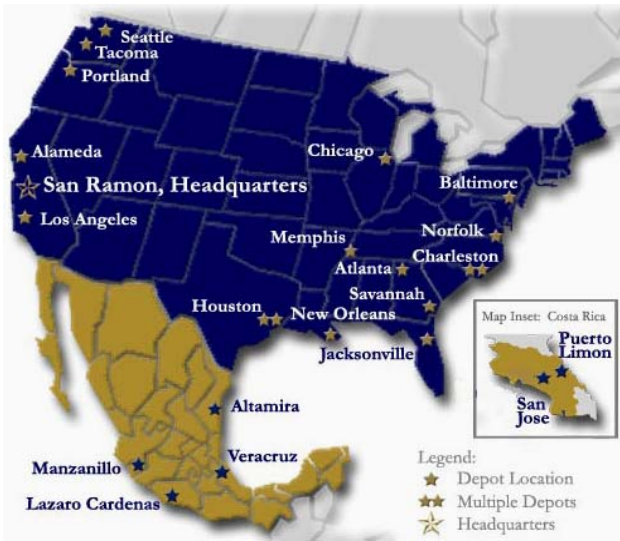 Seattle
Tacoma
Portland
Alameda
Chicago
San Ramon, Headquarters
Baltimore
Los Angeles
Norfolk
Memphis
Charleston
Atlanta
Savannah
Houston
New Orleans
Jacksonville
Map Inset: Costa Rica
Puerto
Limon
San
Jose
Altamira
Manzanillo
Veracruz
Lazaro Cardenas
Legend:
Depot Location
Multiple Depots
Headquarters